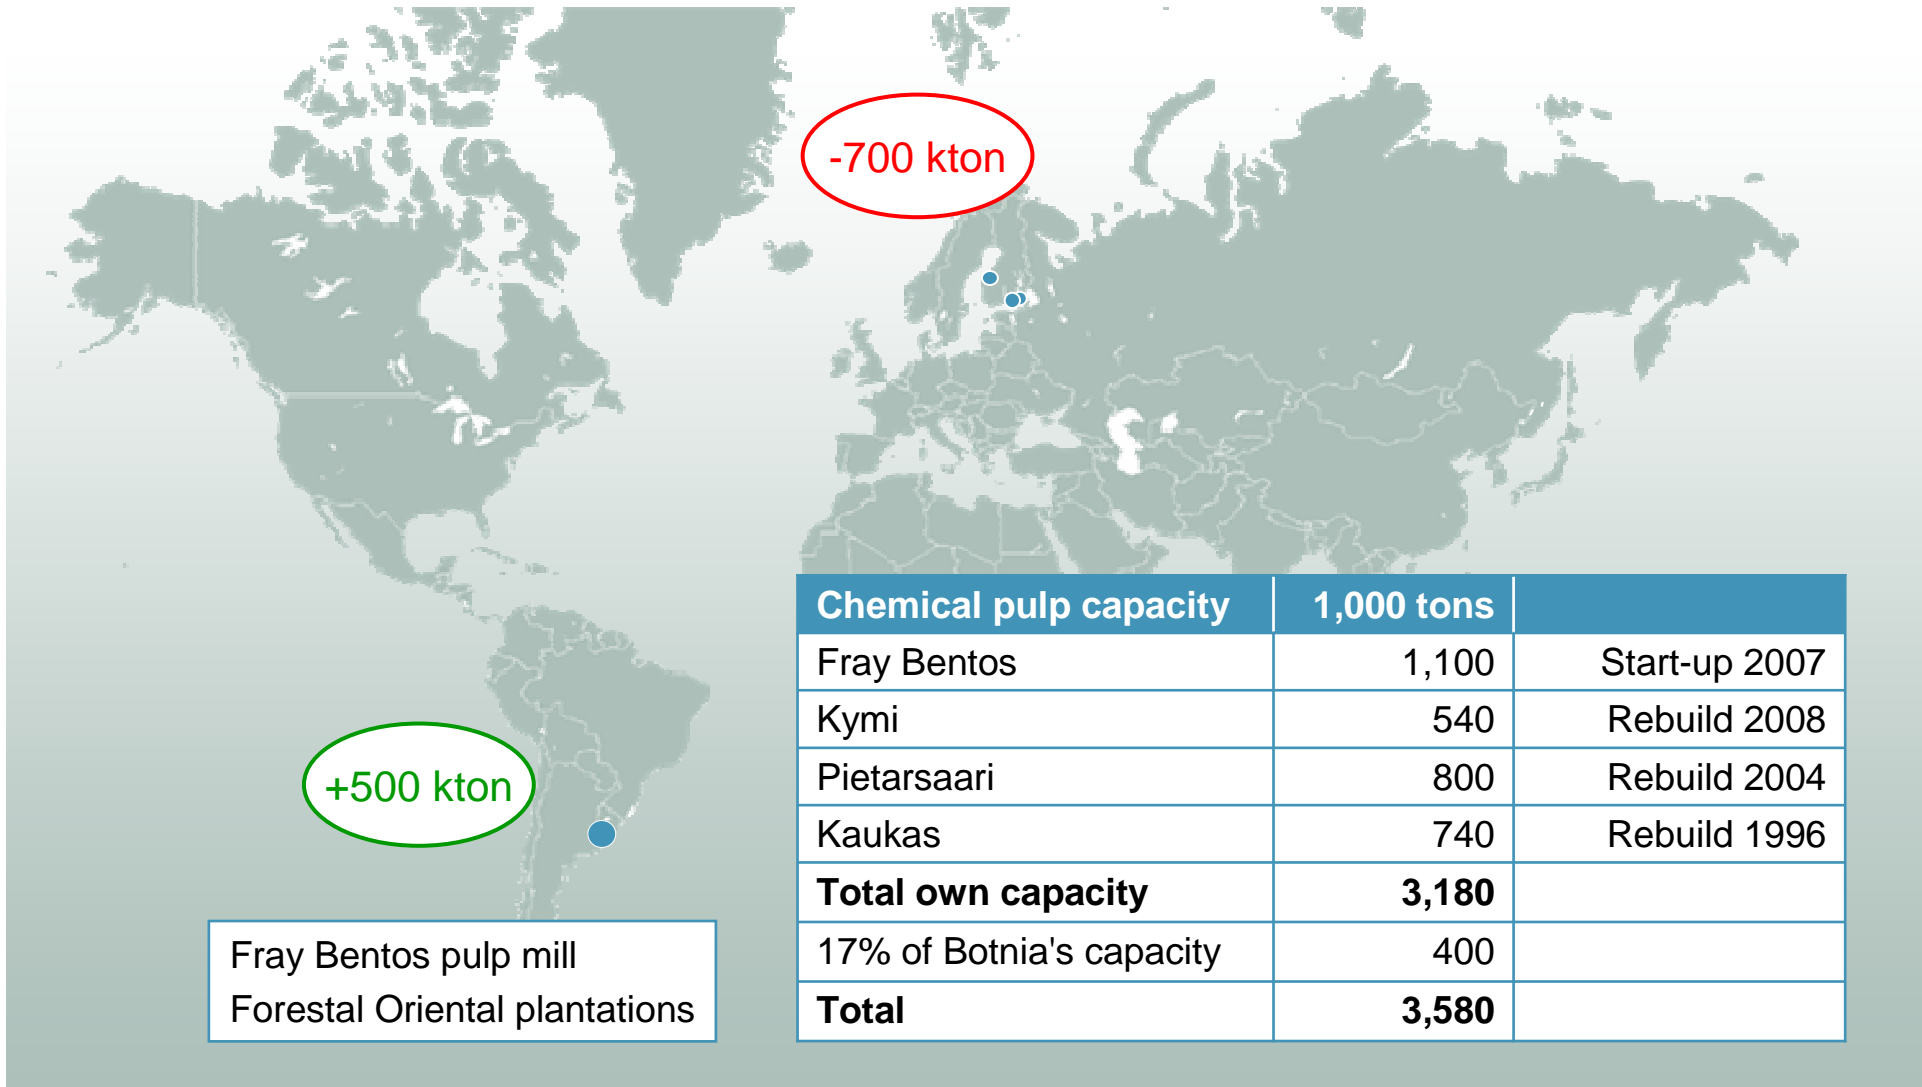 -700 kton
+500 kton
Fray Bentos pulp mill
Forestal Oriental plantations
Chemical pulp capacity 1,000 tons
Fray Bentos 1,100 Start-up 2007
Kymi 540 Rebuild 2008
Pietarsaari 800 Rebuild 2004
Kaukas 740 Rebuild 1996
Total own capacity 3,180
17% of Botnia's capacity 400
Total 3,580